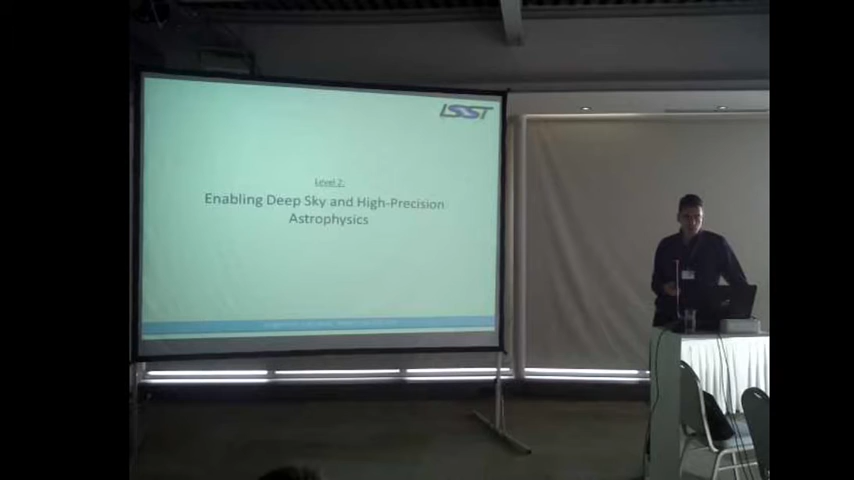 LSST
Level 2:
Enabling Deep Sky and High-Precision
Astrophysics